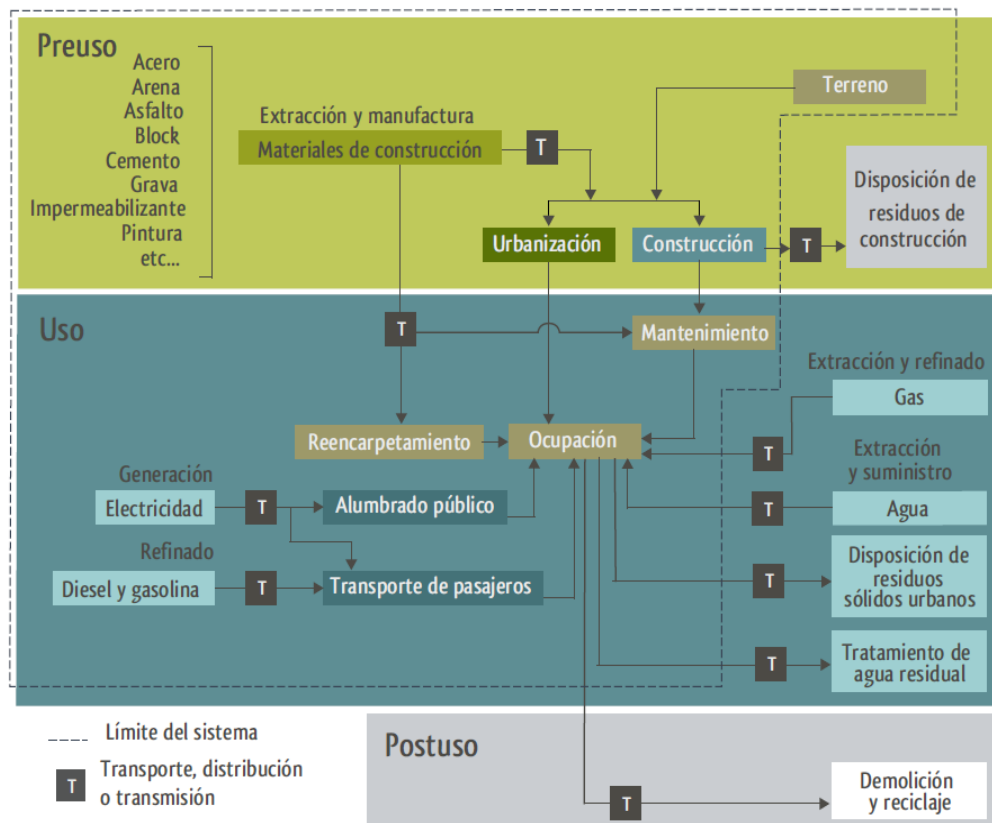 Preuso
Acero
Arena
Asfalto
Block
Cemento
Grava
Impermeabilizante
Pintura
etc...
Extracción y manufactura
Materiales de construcción
T
Terreno
Urbanización
Construcción
T
Disposición de
residuos de
construcción
Uso
T
Mantenimiento
Reencarpetamiento
Ocupación
Extracción y refinado
Gas
T
Extracción
y suministro
Agua
T
Generación
Electricidad
T
Alumbrado público
Refinado
Diesel y gasolina
T
Transporte de pasajeros
T
Disposición de
residuos
sólidos urbanos
T
Tratamiento de
agua residual
Límite del sistema
T
Transporte, distribución
o transmisión
Postuso
T
Demolición
y reciclaje